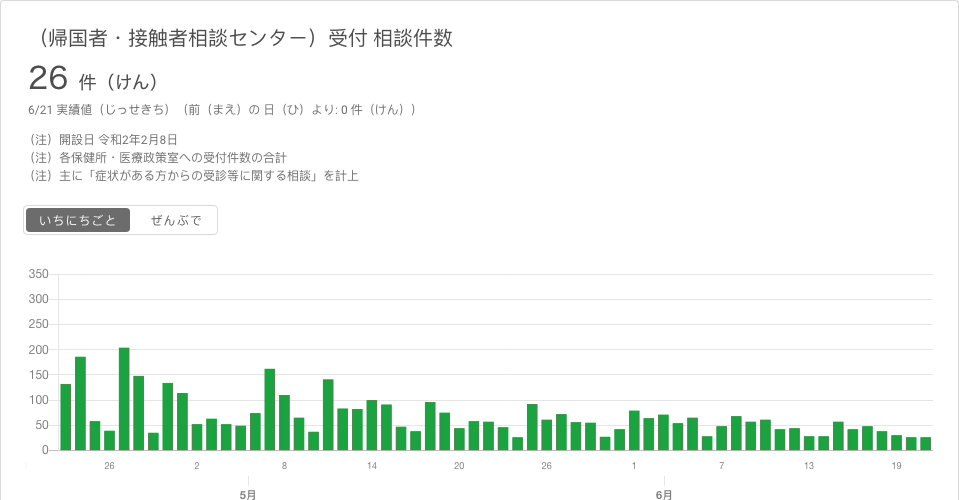 （帰国者・接触者相談センター）受付 相談件数
26 件（けん）
6/21 実績値（じっせきち）（前（まえ）の 日（ひ）より: 0 件（けん））
（注）開設日 令和2年2月8日
（注）各保健所・医療政策室への受付件数の合計
（注）主に「症状がある方からの受診等に関する相談」を計上
いちにちごと ぜんぶで
350
300
250
200
150
100
50
0
26 2 8 14 20 26 1 7 13 19
5月 6月